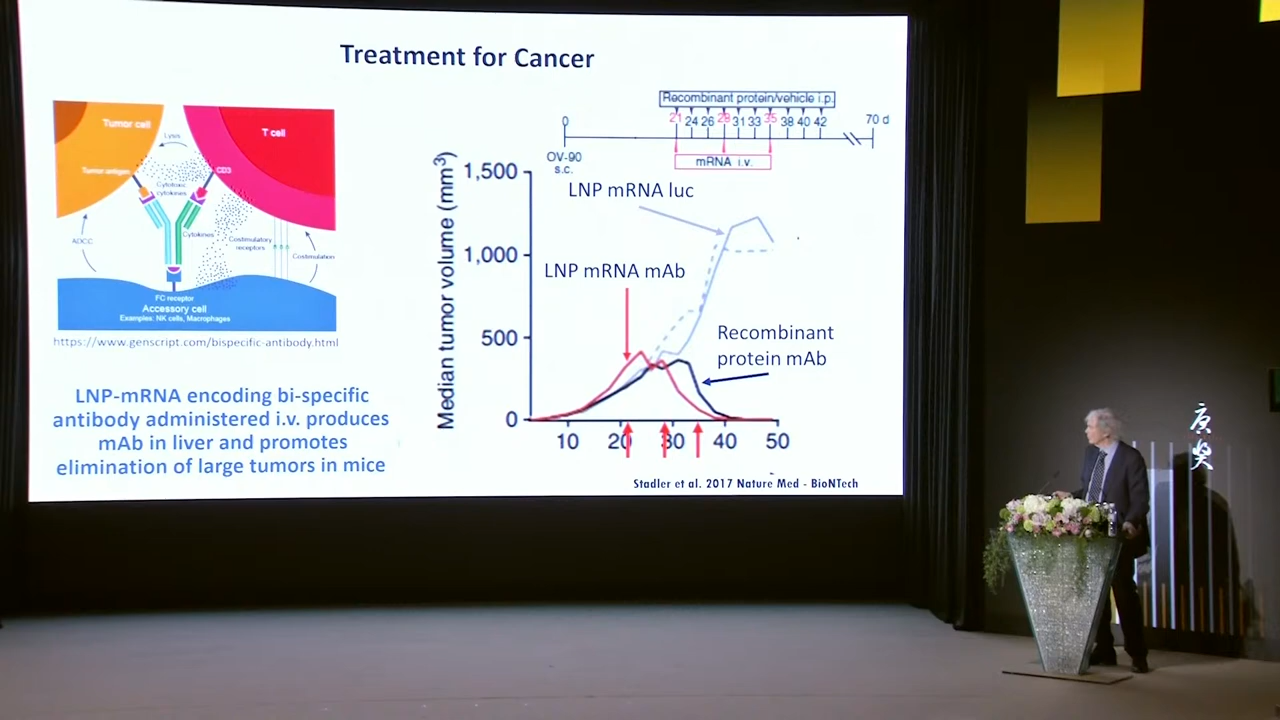 Treatment for Cancer
Tumor cell
T cell
Lysis
Tumor antigen
CD3
Cytotoxic
cytokines
Cytokines
ADCC
Costimulatory
receptors
Costimulation
FC receptor
Accessory cell
Examples: NK cells, Macrophages
https://www.genscript.com/bispecific-antibody.html
LNP-mRNA encoding bi-specific
antibody administered i.v. produces
mAb in liver and promotes
elimination of large tumors in mice
Recombinant protein/vehicle i.p.
0
21 24 26 28 31 33 35 38 40 42
70 d
OV-90
s.c.
mRNA i.v.
Median tumor volume (mm³)
1,500
1,000
500
0
LNP mRNA luc
LNP mRNA mAb
Recombinant
protein mAb
10 20 30 40 50
Stadler et al. 2017 Nature Med - BioNTech